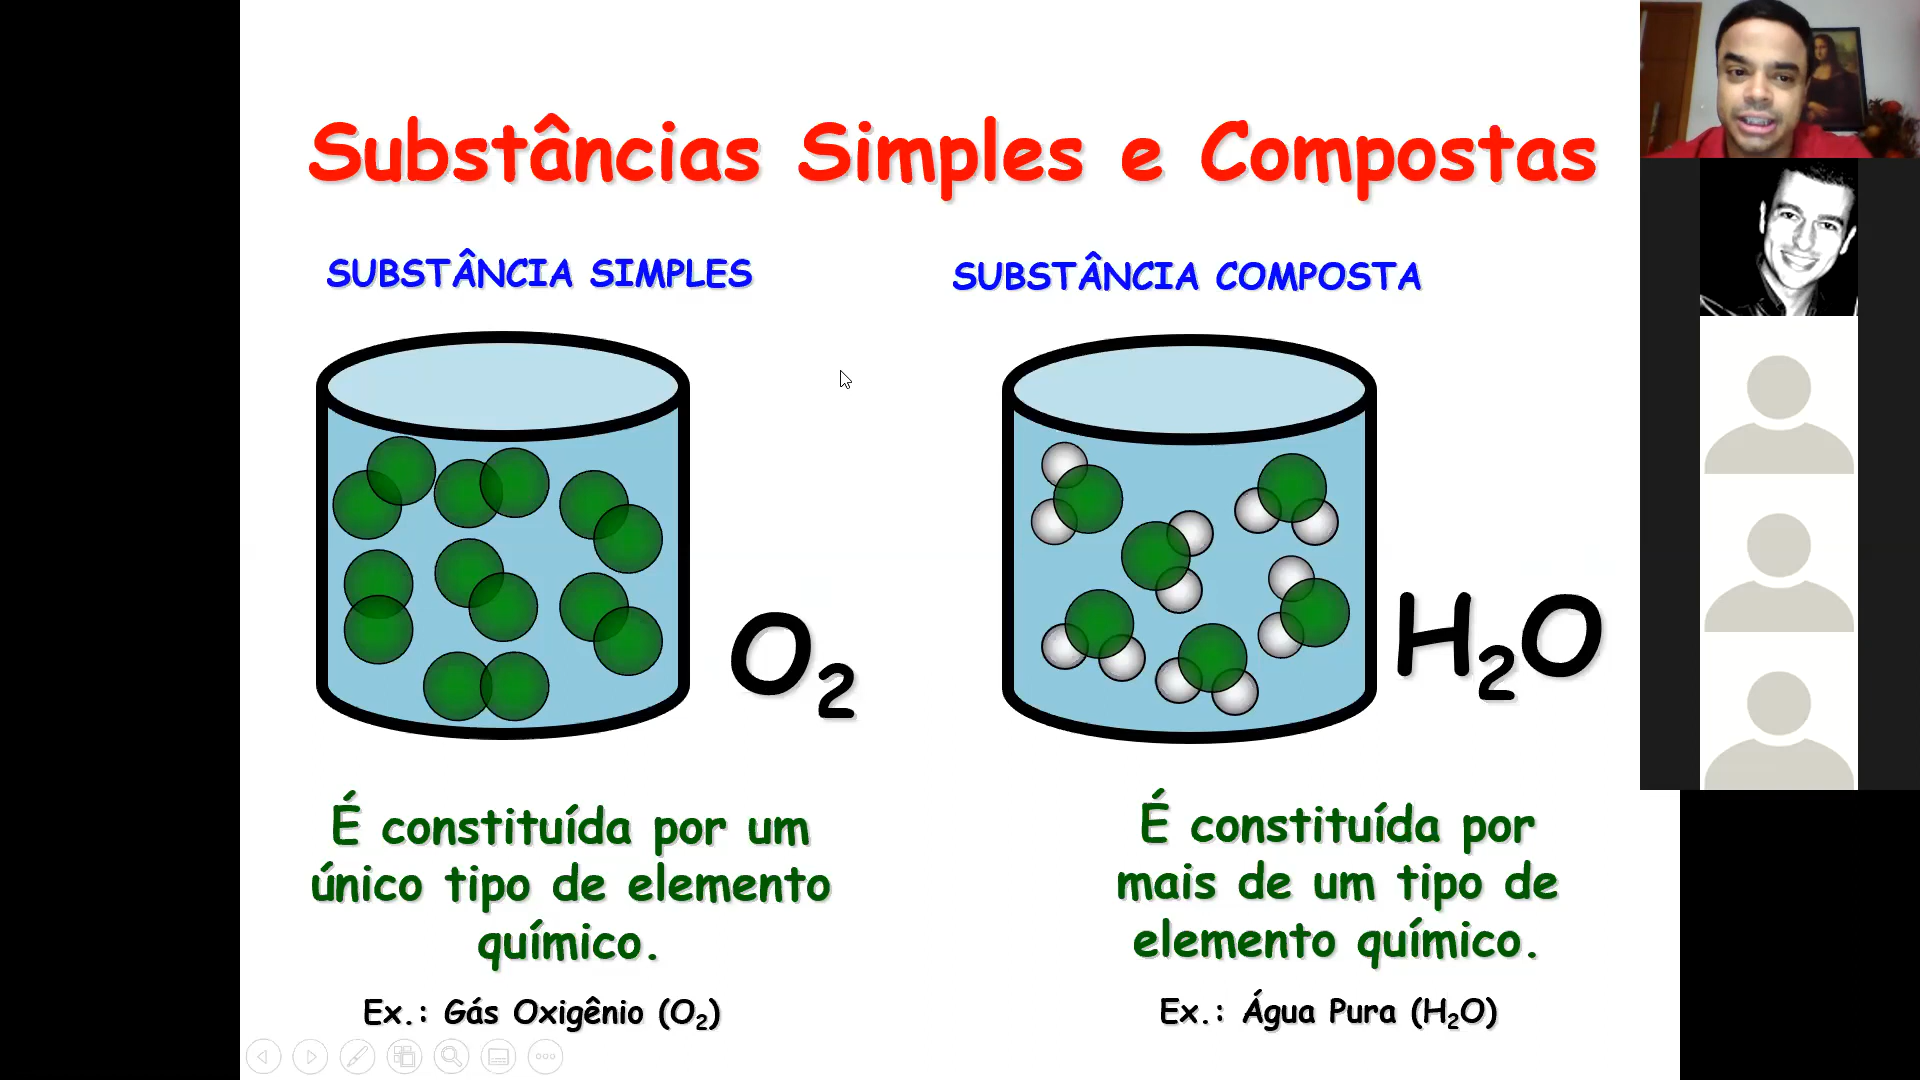 Substâncias Simples e Compostas
SUBSTÂNCIA SIMPLES
SUBSTÂNCIA COMPOSTA
O₂
H₂O
É constituída por um
único tipo de elemento
químico.
Ex.: Gás Oxigênio (O₂)
É constituída por
mais de um tipo de
elemento químico.
Ex.: Água Pura (H₂O)